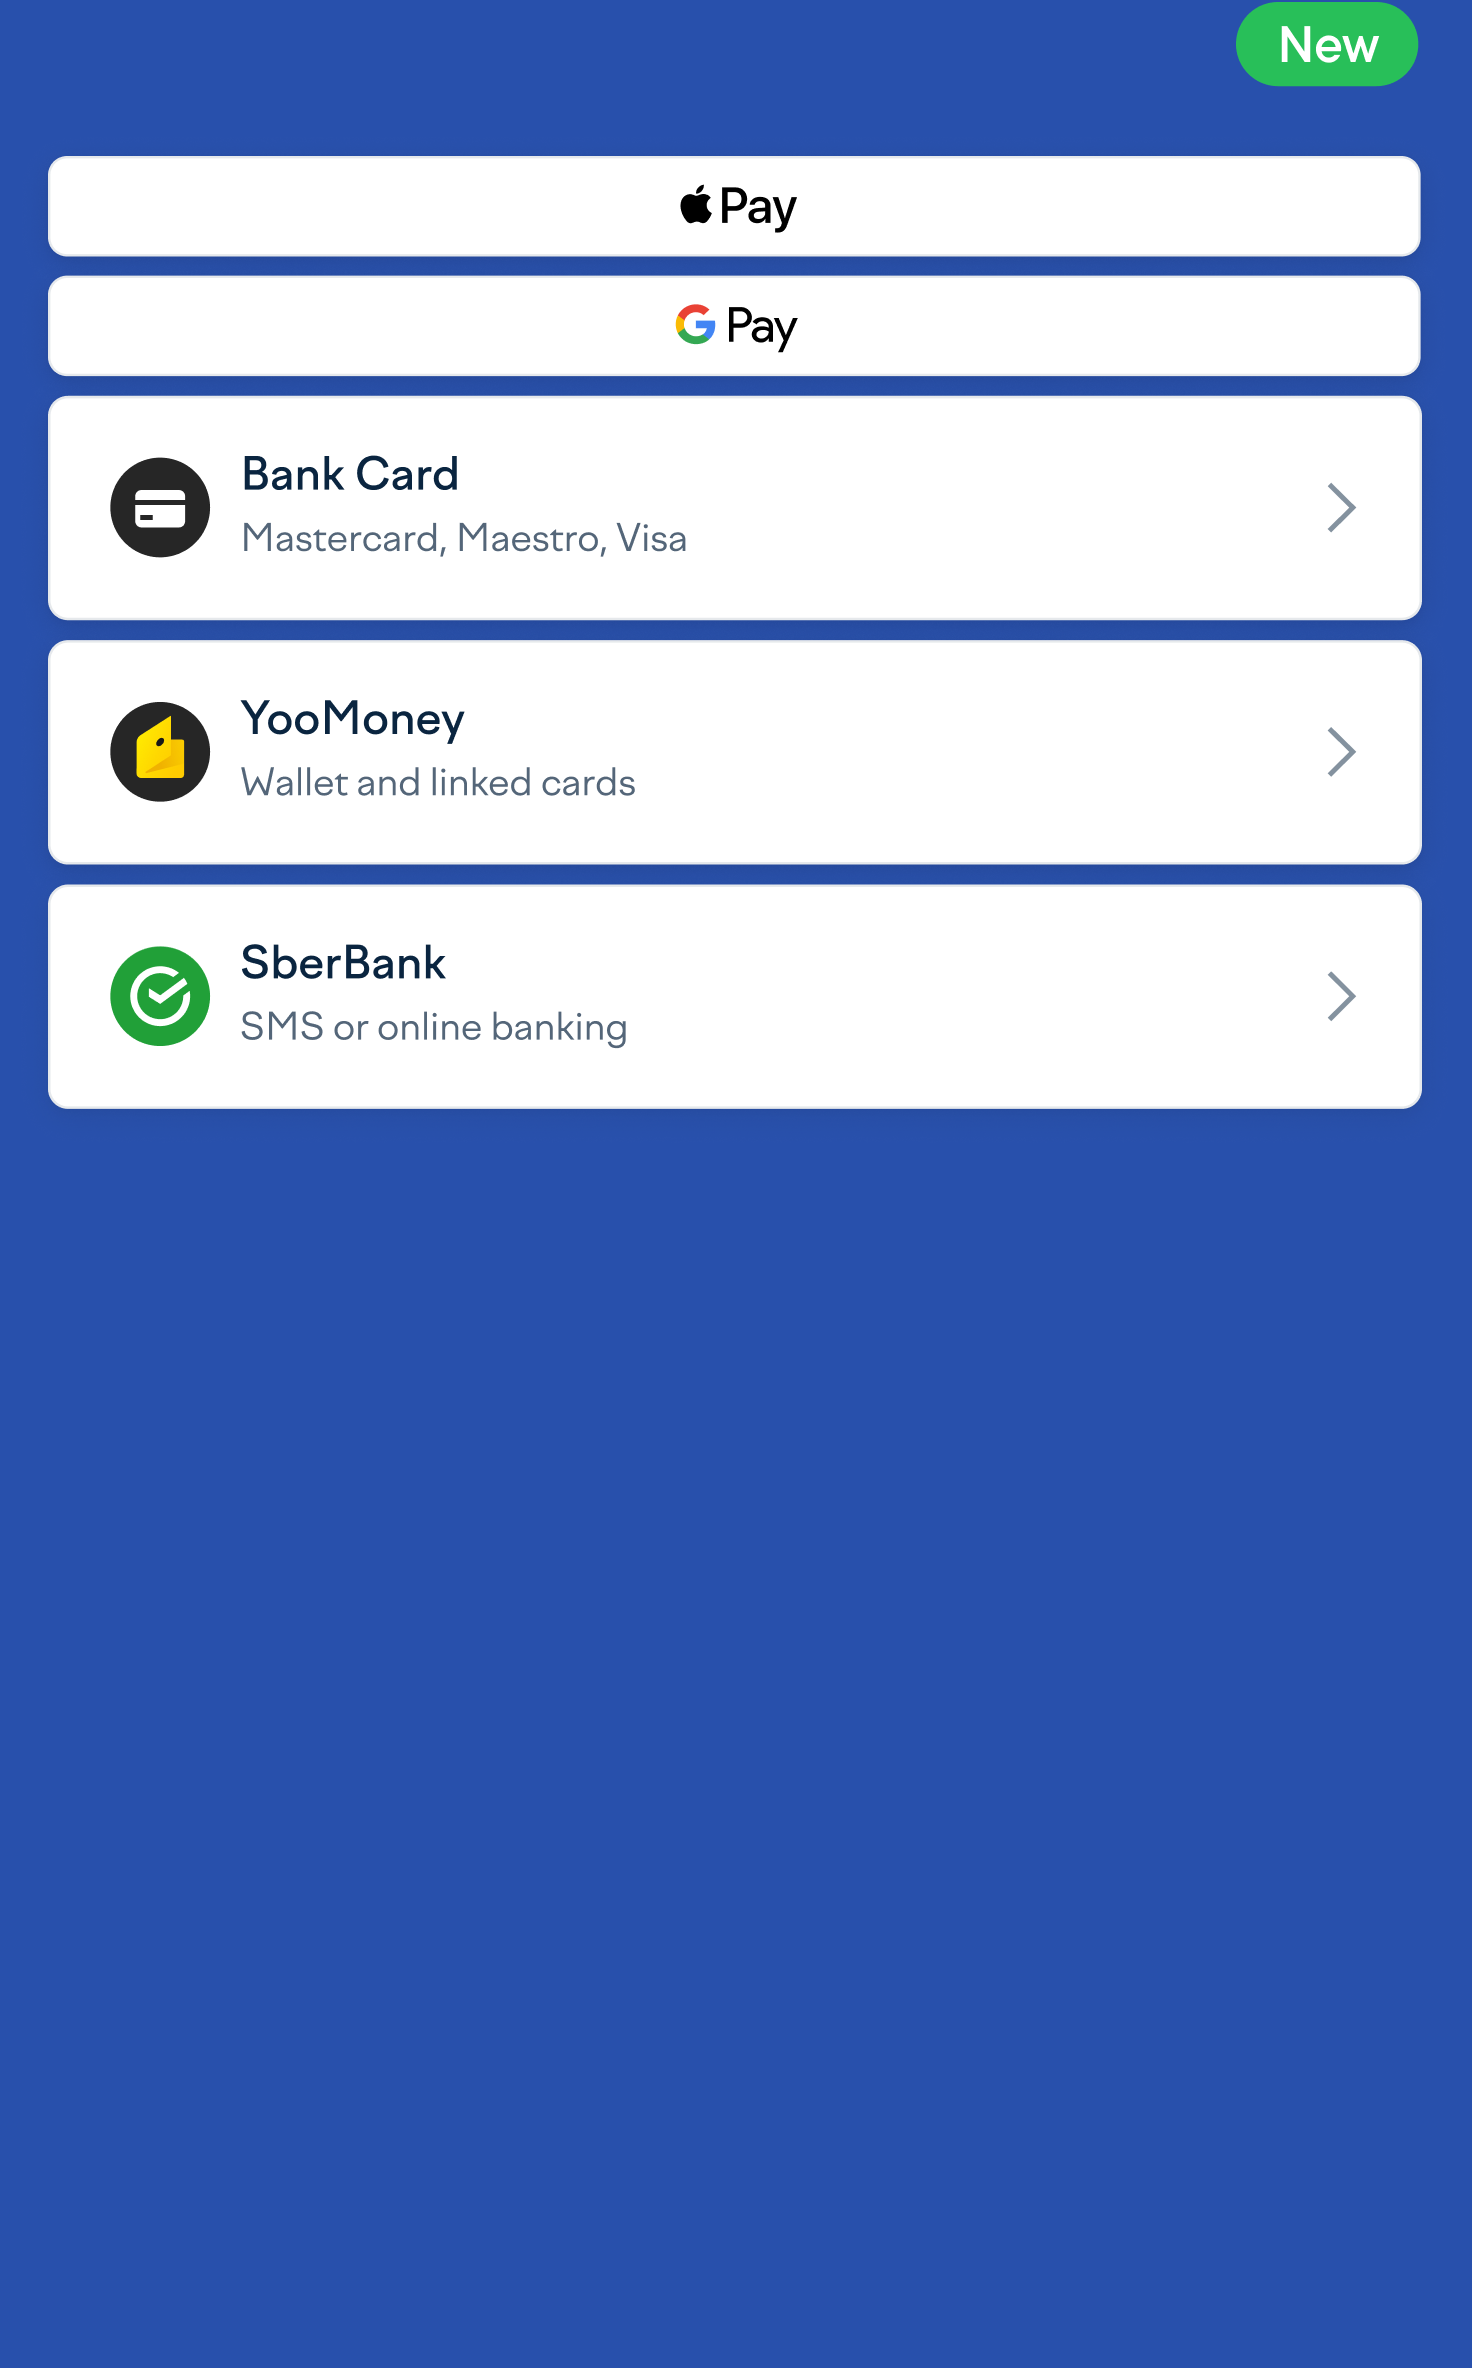 New
Pay
G Pay
Bank Card
Mastercard, Maestro, Visa
YooMoney
Wallet and linked cards
SberBank
SMS or online banking